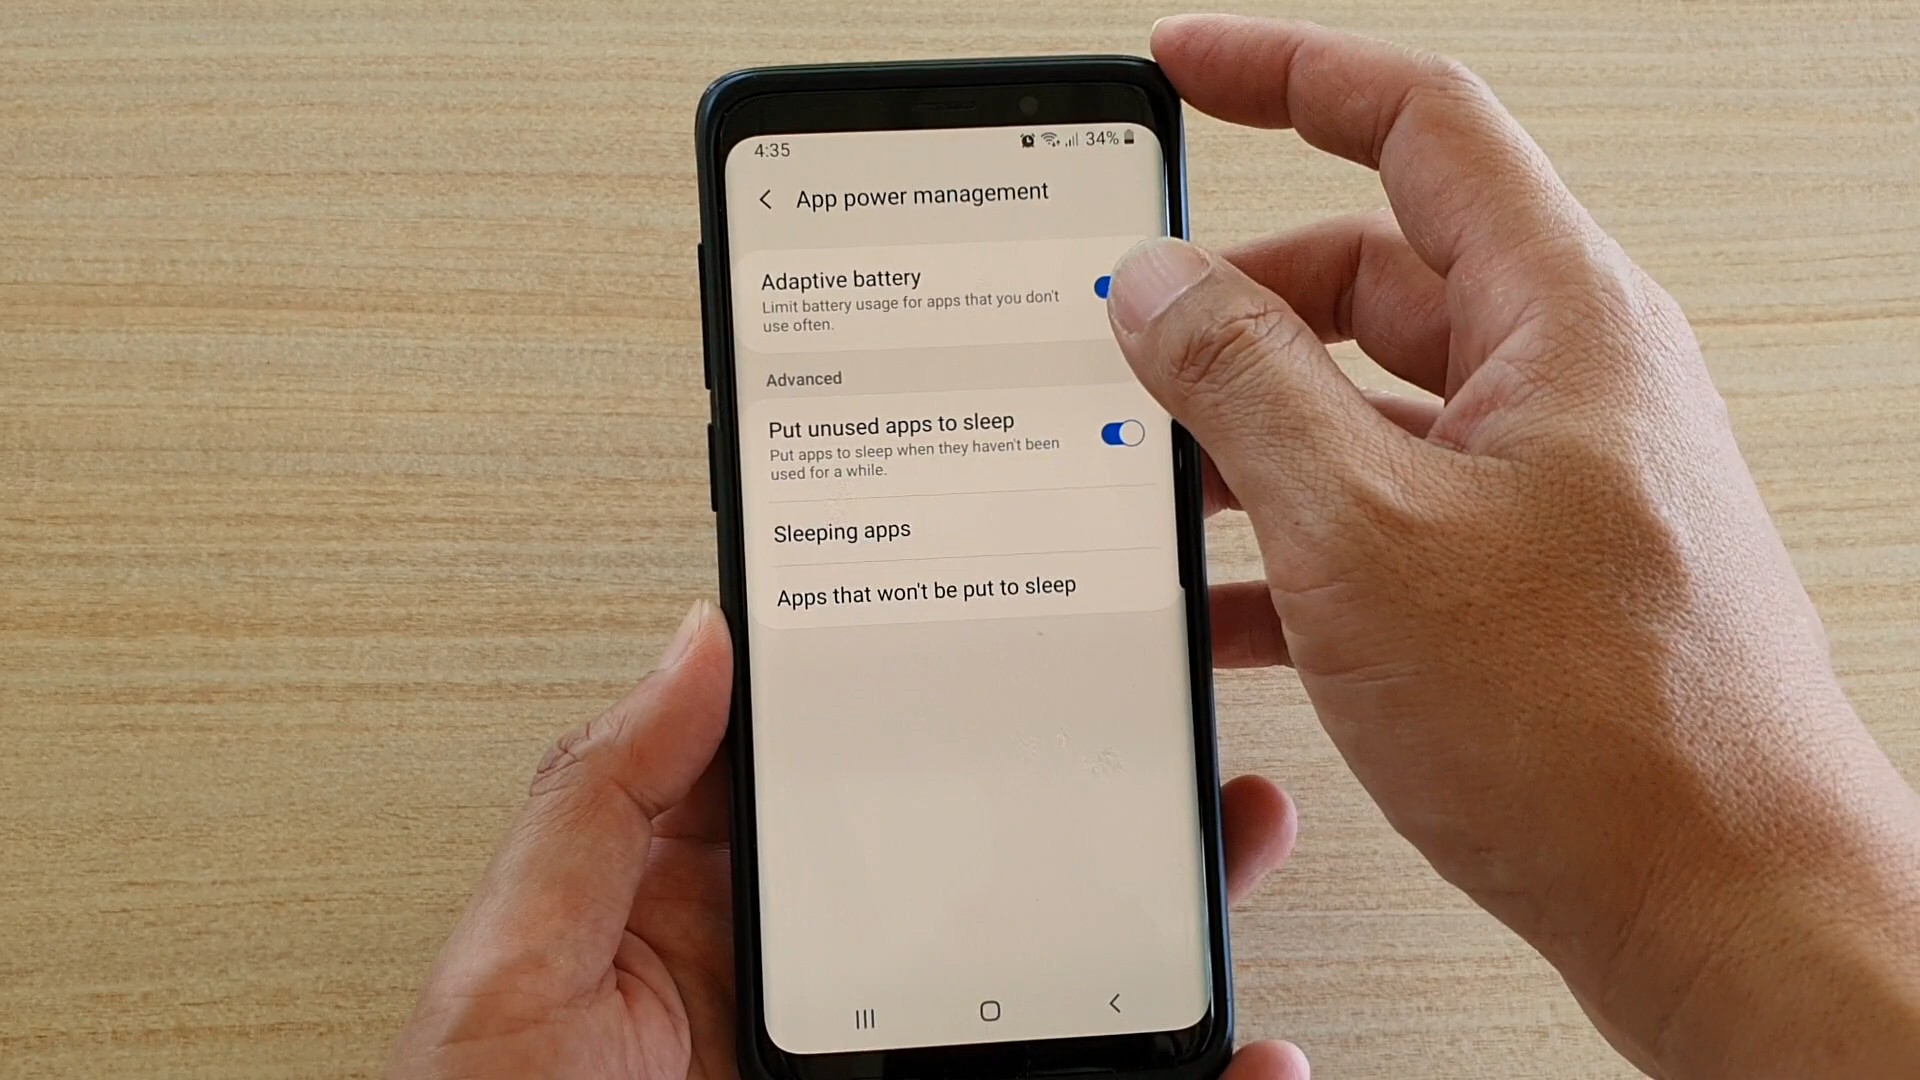 4:35
34%
App power management
Adaptive battery
Limit battery usage for apps that you don't
use often.
Advanced
Put unused apps to sleep
Put apps to sleep when they haven't been
used for a while.
Sleeping apps
Apps that won't be put to sleep